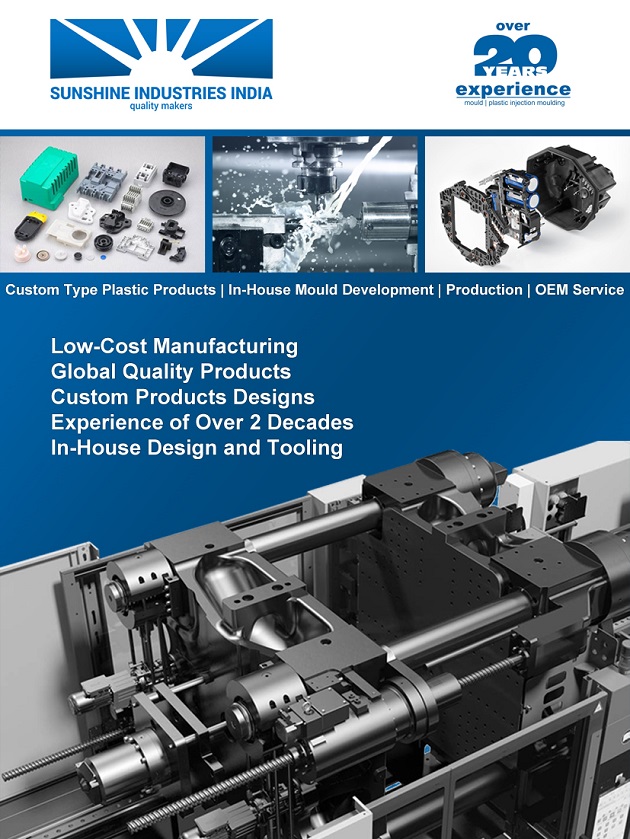 SUNSHINE INDUSTRIES INDIA
quality makers
over
20
YEARS
experience
mould | plastic injection moulding
Custom Type Plastic Products | In-House Mould Development | Production | OEM Service
Low-Cost Manufacturing
Global Quality Products
Custom Products Designs
Experience of Over 2 Decades
In-House Design and Tooling